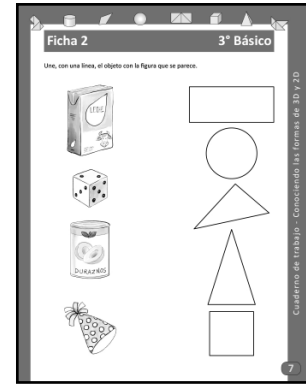 Ficha 2
3° Básico
Une, con una línea, el objeto con la figura que se parece.
LECHE
DURAZNOS
Cuaderno de trabajo - Conociendo las formas de 3D y 2D
7